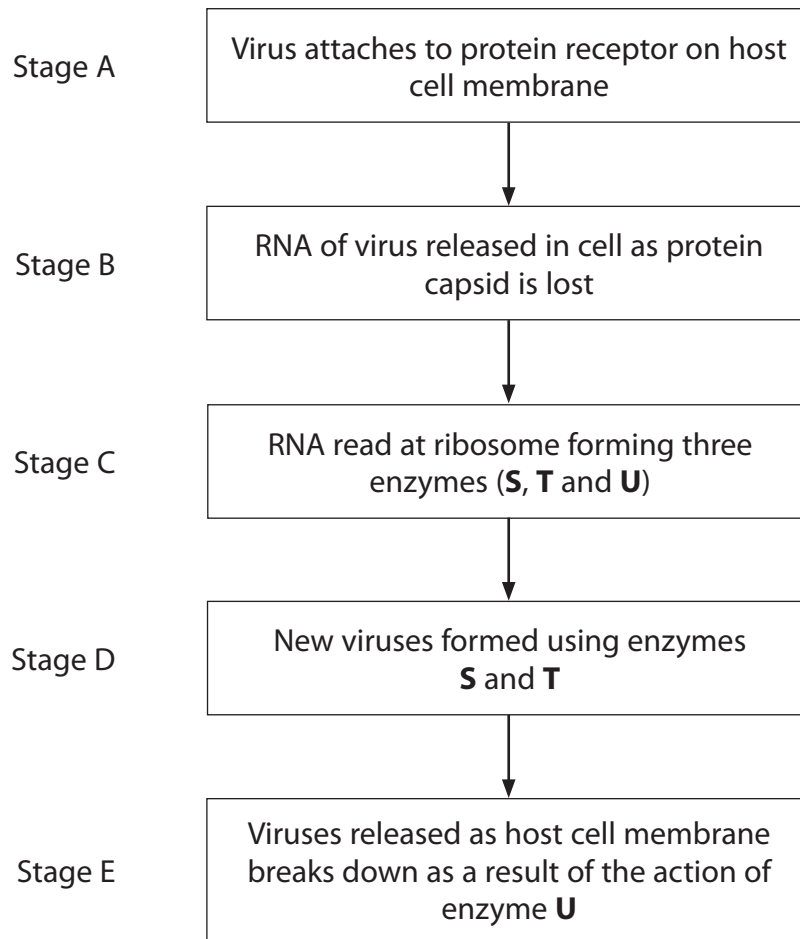 Stage A
Virus attaches to protein receptor on host
cell membrane
Stage B
RNA of virus released in cell as protein
capsid is lost
Stage C
RNA read at ribosome forming three
enzymes (S, T and U)
Stage D
New viruses formed using enzymes
S and T
Stage E
Viruses released as host cell membrane
breaks down as a result of the action of
enzyme U